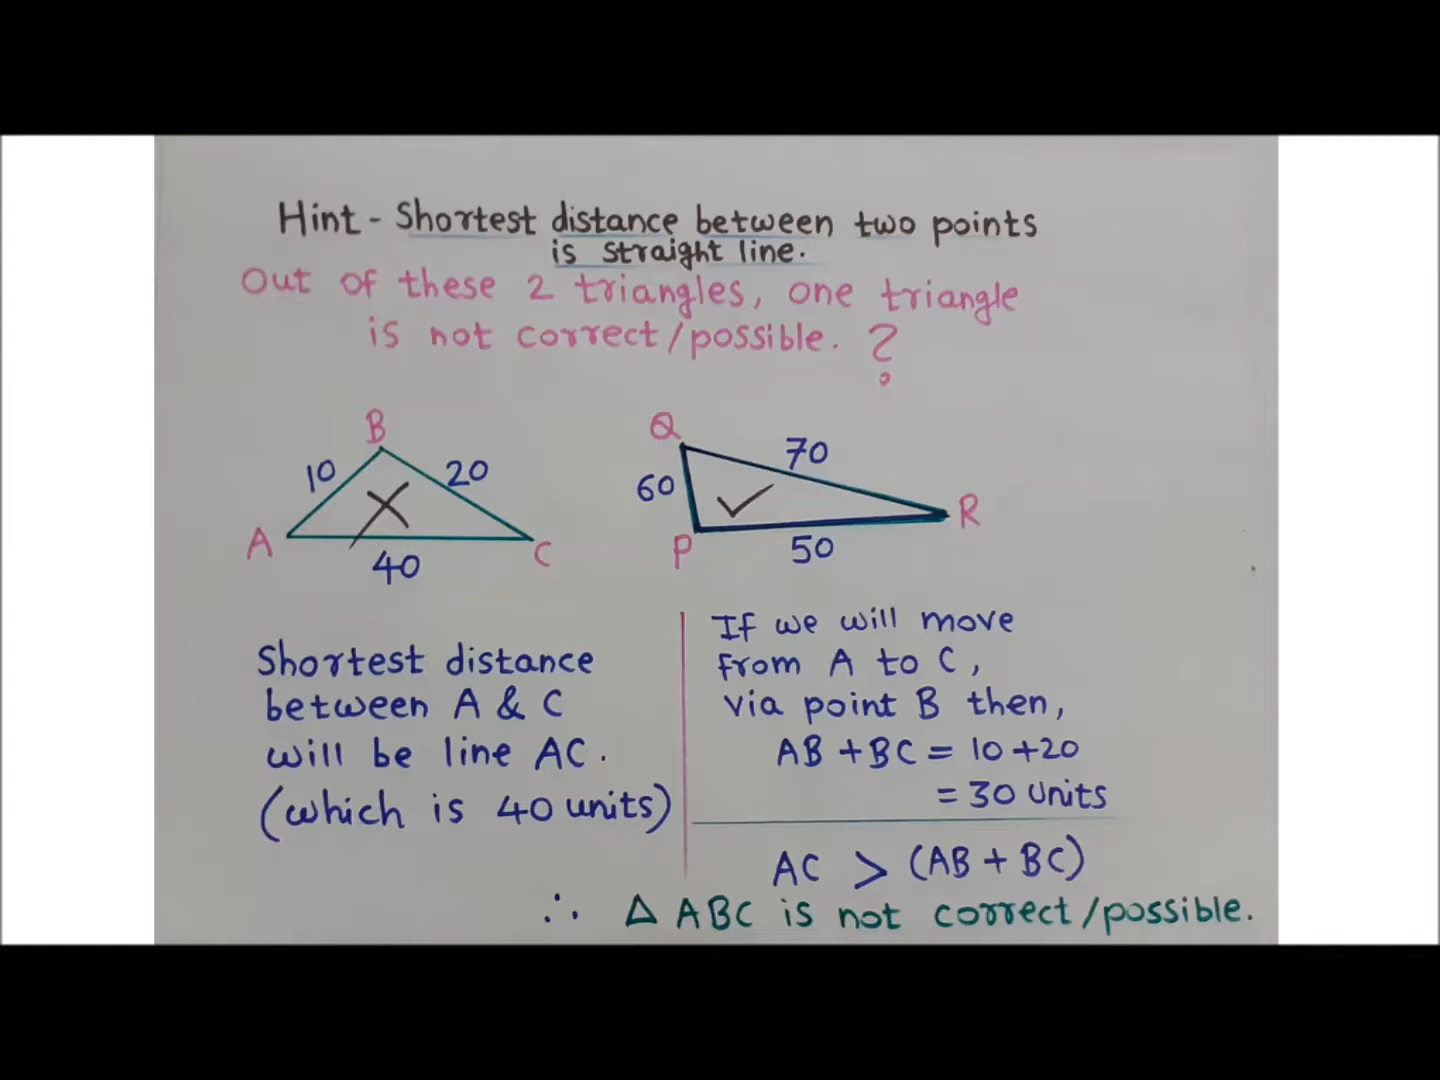 Hint - Shortest distance between two points
is straight line.
Out of these 2 triangles, one triangle
is not correct/possible. ?
B
10
20
A
40
C
Q
70
60
R
P
50
Shortest distance
between A & C
will be line AC.
(which is 40 units)
If we will move
from A to C,
via point B then,
AB + BC = 10 +20
= 30 units
AC > (AB + BC)
∴ △ ABC is not correct/possible.